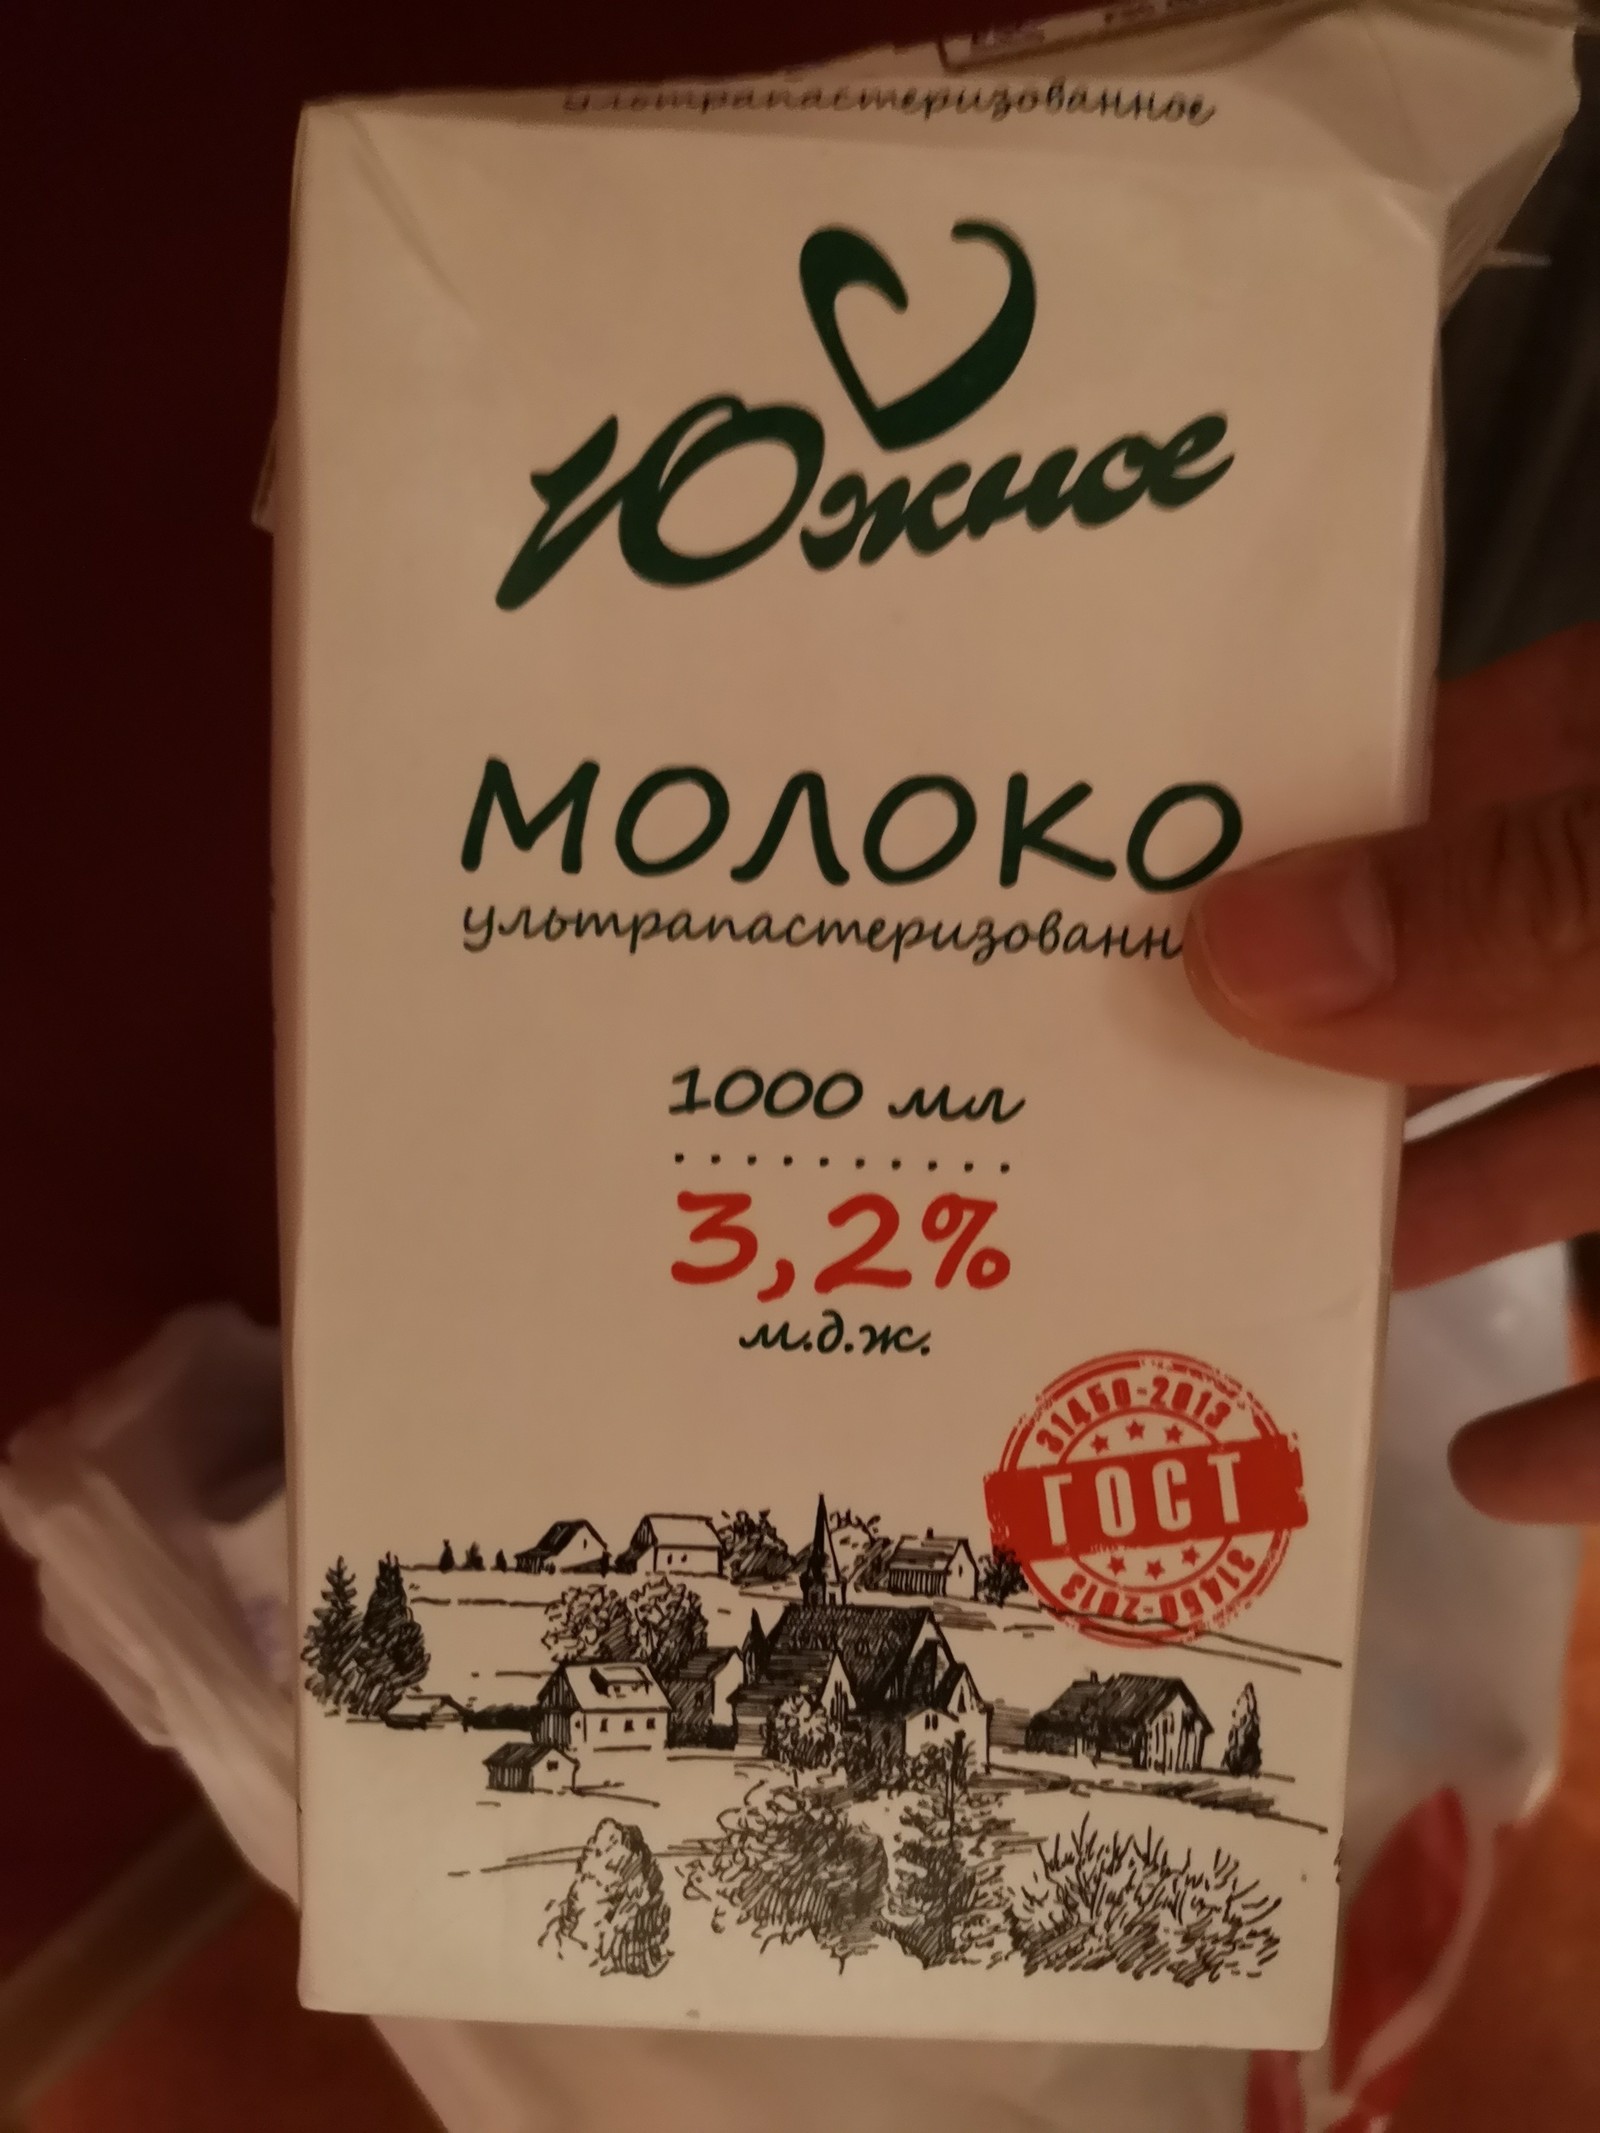 ультрапастеризованное
Южное
МОЛОКО
ультрапастеризованн
1000 мл
3,2%
м.д.ж.
31450-2013
ГОСТ
31450-2013